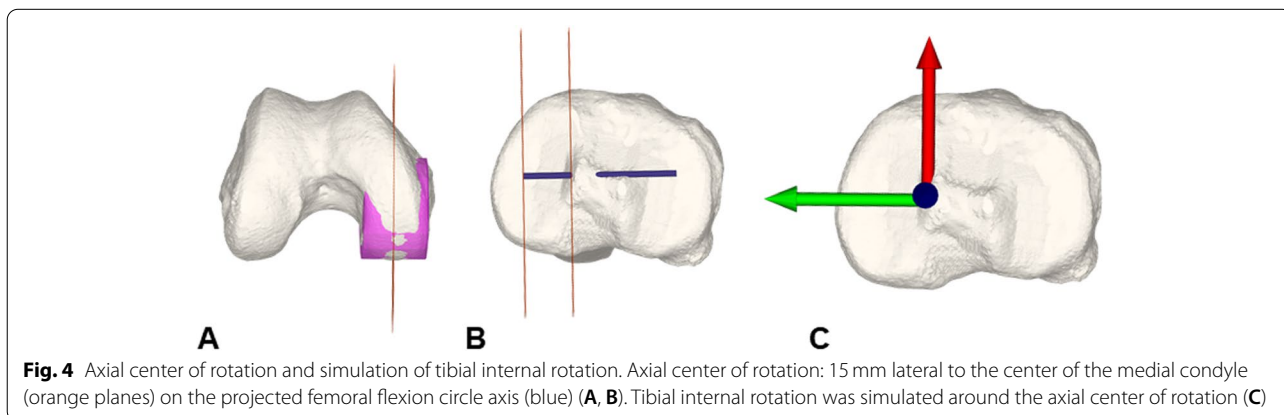 A B C
Fig. 4 Axial center of rotation and simulation of tibial internal rotation. Axial center of rotation: 15 mm lateral to the center of the medial condyle
(orange planes) on the projected femoral flexion circle axis (blue) (A, B). Tibial internal rotation was simulated around the axial center of rotation (C)